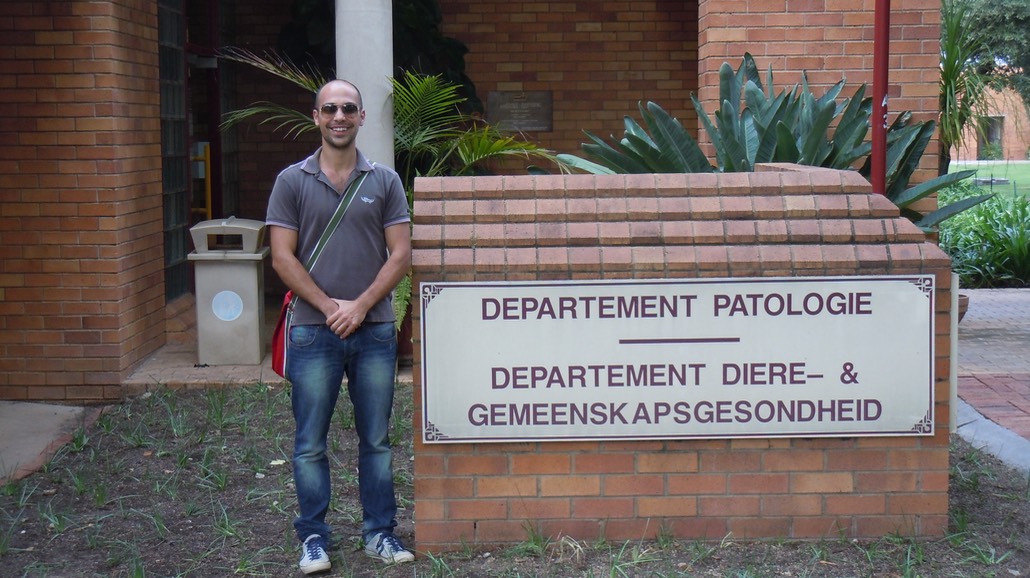 DEPARTEMENT PATOLOGIE
DEPARTEMENT DIERE– &
GEMEENSKAPSGESONDHEID